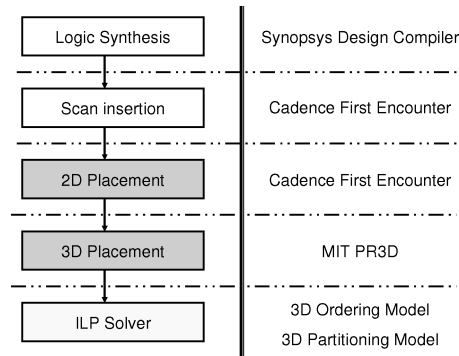 Logic Synthesis
Synopsys Design Compiler
Scan insertion
Cadence First Encounter
2D Placement
Cadence First Encounter
3D Placement
MIT PR3D
ILP Solver
3D Ordering Model
3D Partitioning Model